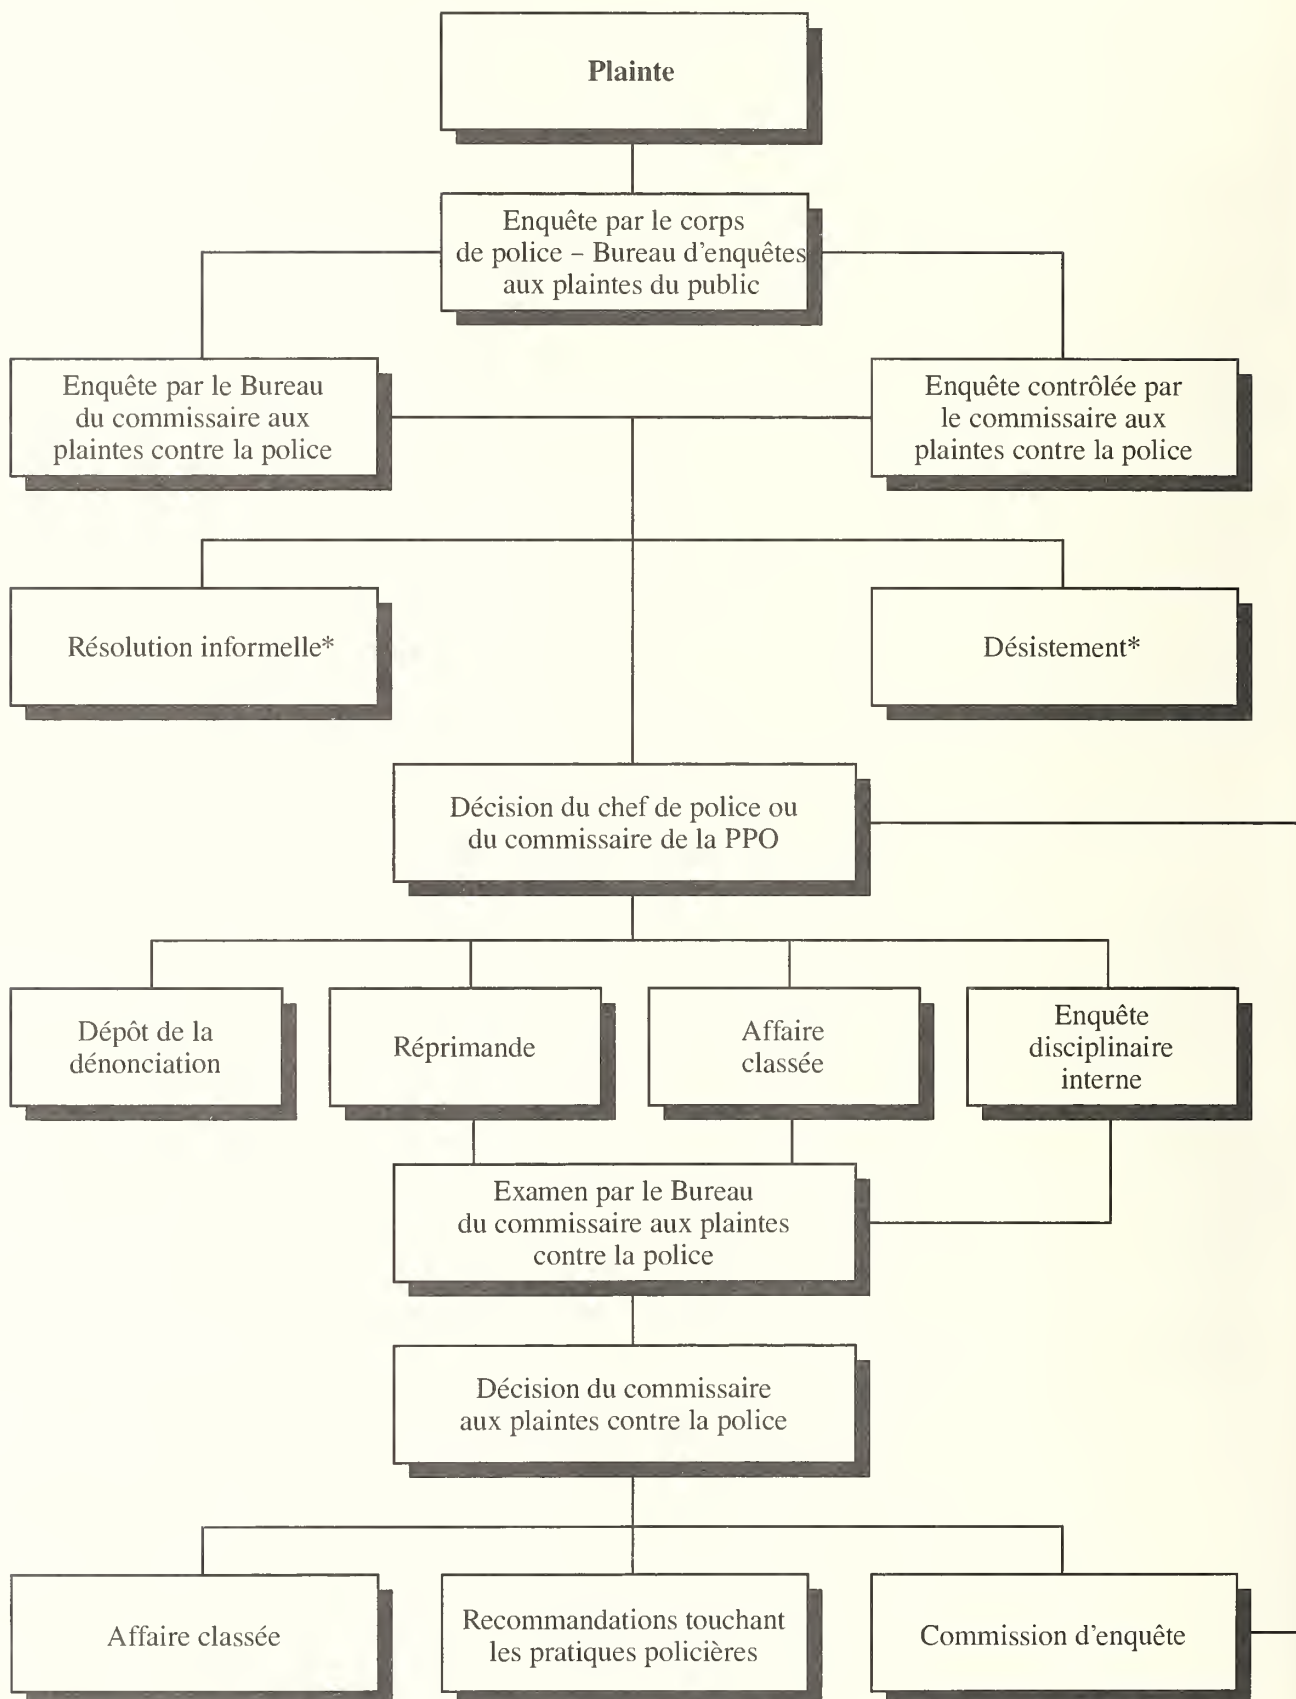 Plainte
Enquête par le corps
de police – Bureau d'enquêtes
aux plaintes du public
Enquête par le Bureau
du commissaire aux
plaintes contre la police
Enquête contrôlée par
le commissaire aux
plaintes contre la police
Résolution informelle*
Désistement*
Décision du chef de police ou
du commissaire de la PPO
Dépôt de la
dénonciation
Réprimande
Affaire
classée
Enquête
disciplinaire
interne
Examen par le Bureau
du commissaire aux plaintes
contre la police
Décision du commissaire
aux plaintes contre la police
Affaire classée
Recommandations touchant
les pratiques policières
Commission d'enquête